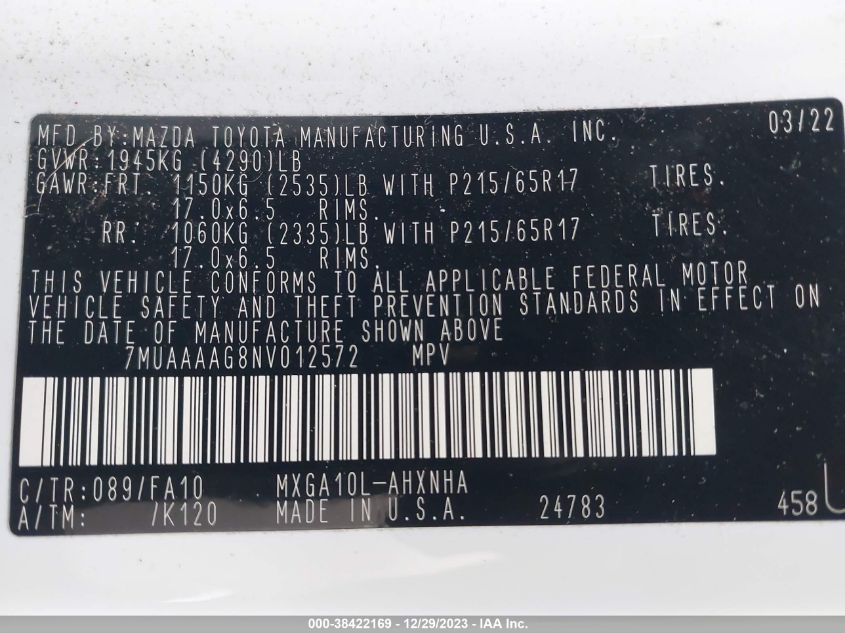 MFD BY:MAZDA TOYOTA MANUFACTURING U.S.A. INC. 03/22
GVWR:1945KG (4290)LB
GAWR:FRT. 1150KG (2535)LB WITH P215/65R17 TIRES.
17.0x6.5 RIMS.
RR. 1060KG (2335)LB WITH P215/65R17 TIRES.
17.0x6.5 RIMS.
THIS VEHICLE CONFORMS TO ALL APPLICABLE FEDERAL MOTOR
VEHICLE SAFETY AND THEFT PREVENTION STANDARDS IN EFFECT ON
THE DATE OF MANUFACTURE SHOWN ABOVE
7MUAAAAG8NV012572 MPV
C/TR:089/FA10 MXGA10L-AHXNHA
A/TM: /K120 MADE IN U.S.A. 24783 458
000-38422169 - 12/29/2023 - IAA Inc.